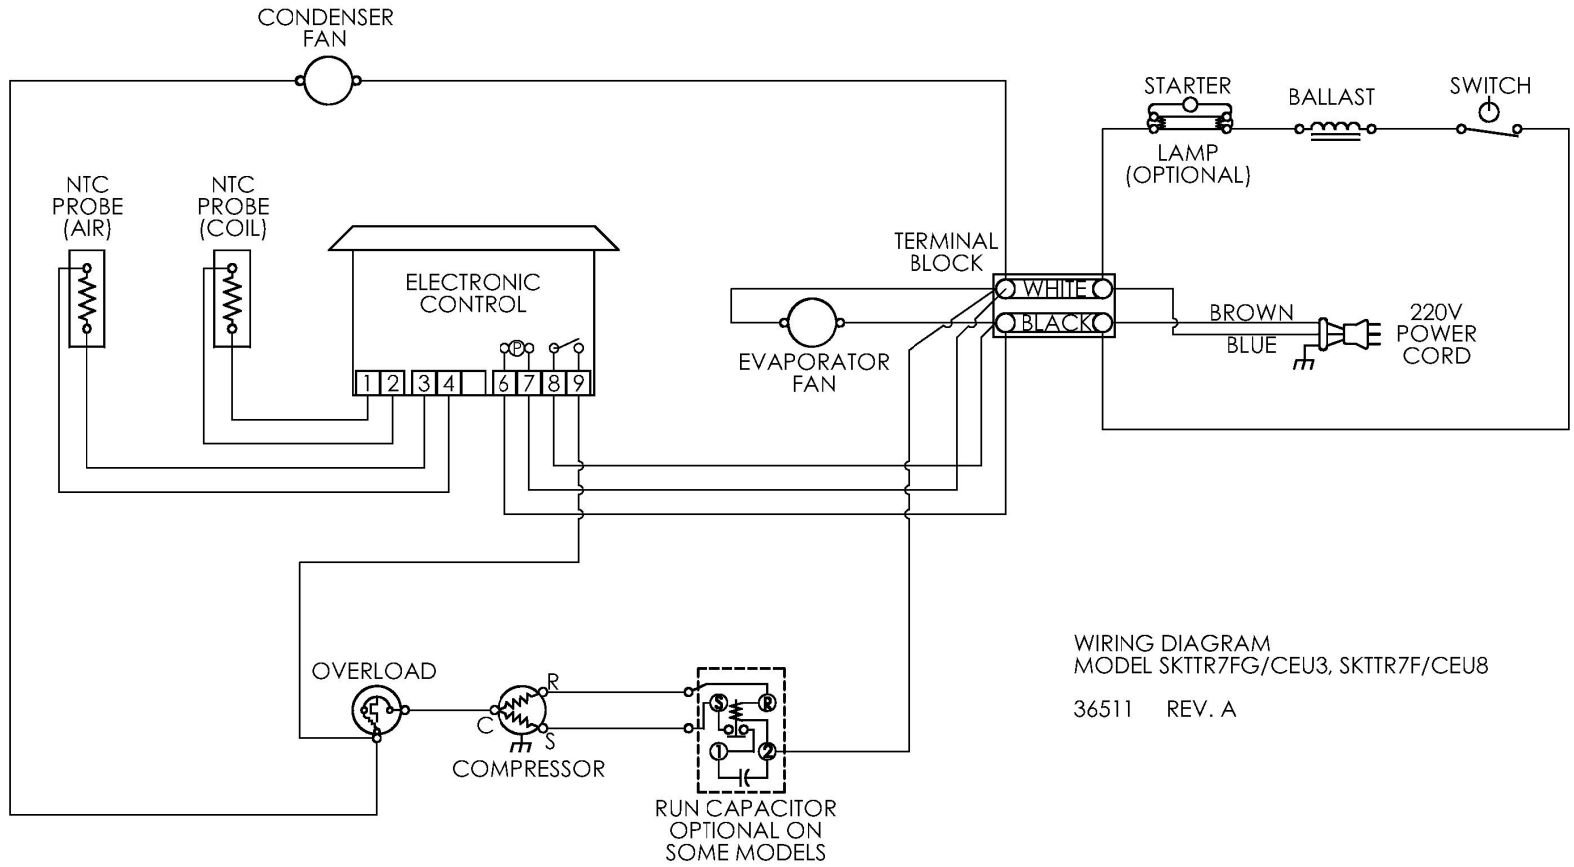 CONDENSER
FAN
STARTER
BALLAST
SWITCH
LAMP
(OPTIONAL)
NTC
PROBE
(AIR)
NTC
PROBE
(COIL)
ELECTRONIC
CONTROL
TERMINAL
BLOCK
WHITE
BLACK
BROWN
BLUE
220V
POWER
CORD
EVAPORATOR
FAN
P
1 2 3 4 6 7 8 9
OVERLOAD
C
R
S
COMPRESSOR
S R
1 2
RUN CAPACITOR
OPTIONAL ON
SOME MODELS
WIRING DIAGRAM
MODEL SKTTR7FG/CEU3, SKTTR7F/CEU8
36511 REV. A